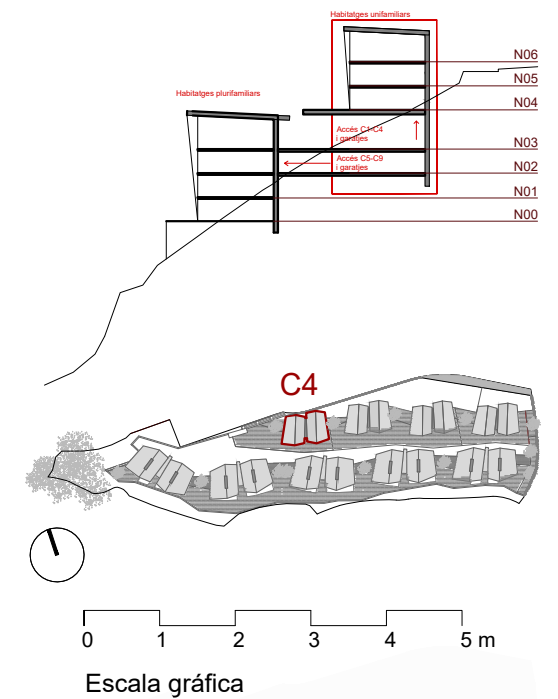 Habitatges unifamiliars
N06
N05
Habitatges plurifamiliars
N04
Accés C1-C4
i garatjes
N03
Accés C5-C9
i garatjes
N02
N01
N00
C4
0 1 2 3 4 5 m
Escala gráfica